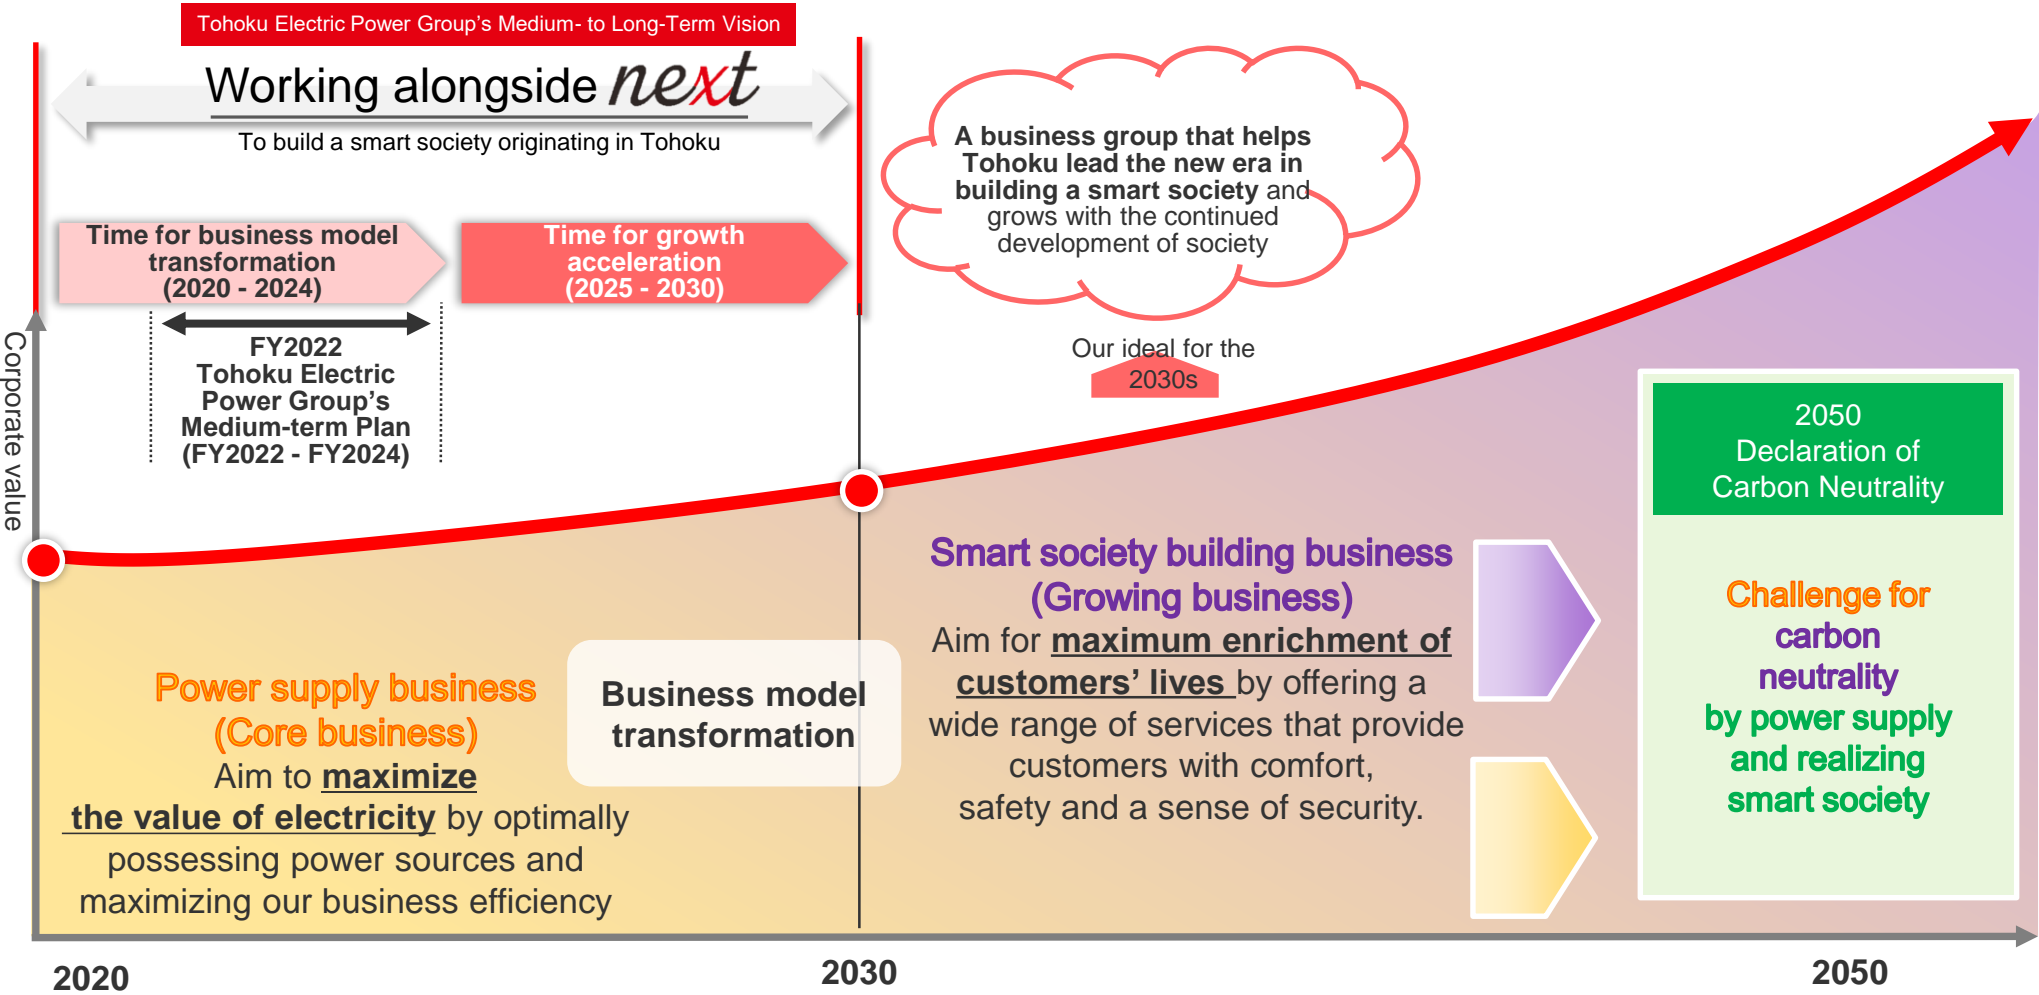 Tohoku Electric Power Group's Medium- to Long-Term Vision
Working alongside next
To build a smart society originating in Tohoku
Time for business model
transformation
(2020 - 2024)
Time for growth
acceleration
(2025 - 2030)
FY2022
Tohoku Electric
Power Group's
Medium-term Plan
(FY2022 - FY2024)
A business group that helps
Tohoku lead the new era in
building a smart society and
grows with the continued
development of society
Our ideal for the
2030s
Corporate value
2050
Declaration of
Carbon Neutrality
Challenge for
carbon
neutrality
by power supply
and realizing
smart society
Power supply business
(Core business)
Aim to maximize
the value of electricity by optimally
possessing power sources and
maximizing our business efficiency
Business model
transformation
Smart society building business
(Growing business)
Aim for maximum enrichment of
customers' lives by offering a
wide range of services that provide
customers with comfort,
safety and a sense of security.
2020
2030
2050